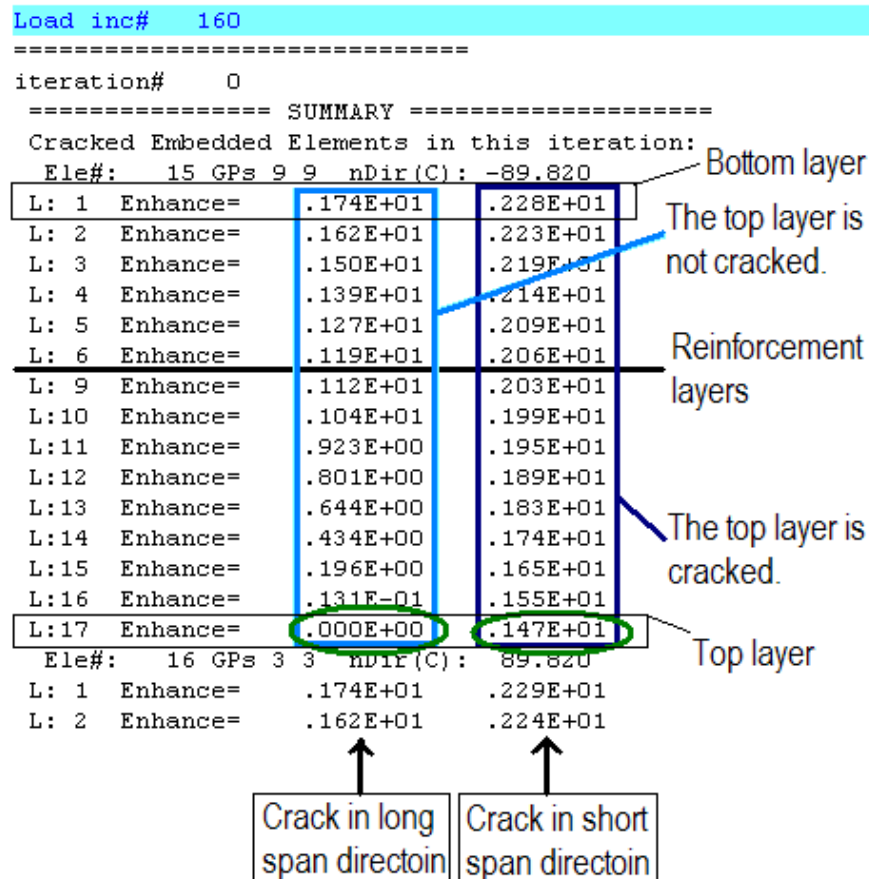 Load inc#   160
==============================
iteration#    0
================ SUMMARY ====================
Cracked Embedded Elements in this iteration:
Ele#:   15 GPs 9 9  nDir(C): -89.820
Bottom layer
L: 1  Enhance=    .174E+01   .228E+01
L: 2  Enhance=    .162E+01   .223E+01
The top layer is
not cracked.
L: 3  Enhance=    .150E+01   .219E+01
L: 4  Enhance=    .139E+01   .214E+01
L: 5  Enhance=    .127E+01   .209E+01
L: 6  Enhance=    .119E+01   .206E+01
Reinforcement
layers
L: 9  Enhance=    .112E+01   .203E+01
L:10  Enhance=    .104E+01   .199E+01
L:11  Enhance=    .923E+00   .195E+01
L:12  Enhance=    .801E+00   .189E+01
L:13  Enhance=    .644E+00   .183E+01
L:14  Enhance=    .434E+00   .174E+01
The top layer is
cracked.
L:15  Enhance=    .196E+00   .165E+01
L:16  Enhance=    .131E-01   .155E+01
L:17  Enhance=    .000E+00   .147E+01
Top layer
Ele#:   16 GPs 3 3  nDir(C):  89.820
L: 1  Enhance=    .174E+01   .229E+01
L: 2  Enhance=    .162E+01   .224E+01
Crack in long
span directoin
Crack in short
span directoin